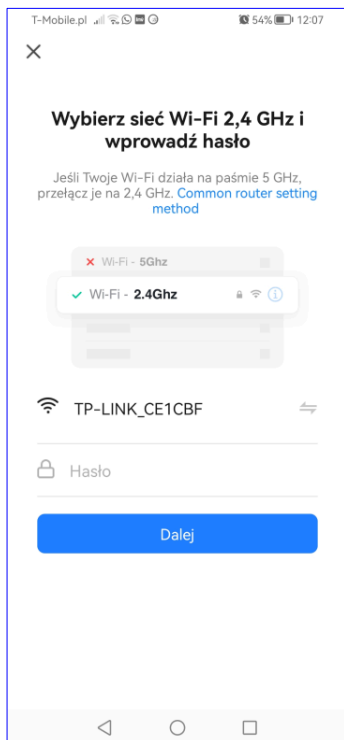 T-Mobile.pl 54% 12:07
Wybierz sieć Wi-Fi 2,4 GHz i
wprowadź hasło
Jeśli Twoje Wi-Fi działa na paśmie 5 GHz,
przełącz je na 2,4 GHz. Common router setting
method
Wi-Fi - 5Ghz
Wi-Fi - 2.4Ghz
TP-LINK_CE1CBF
Hasło
Dalej